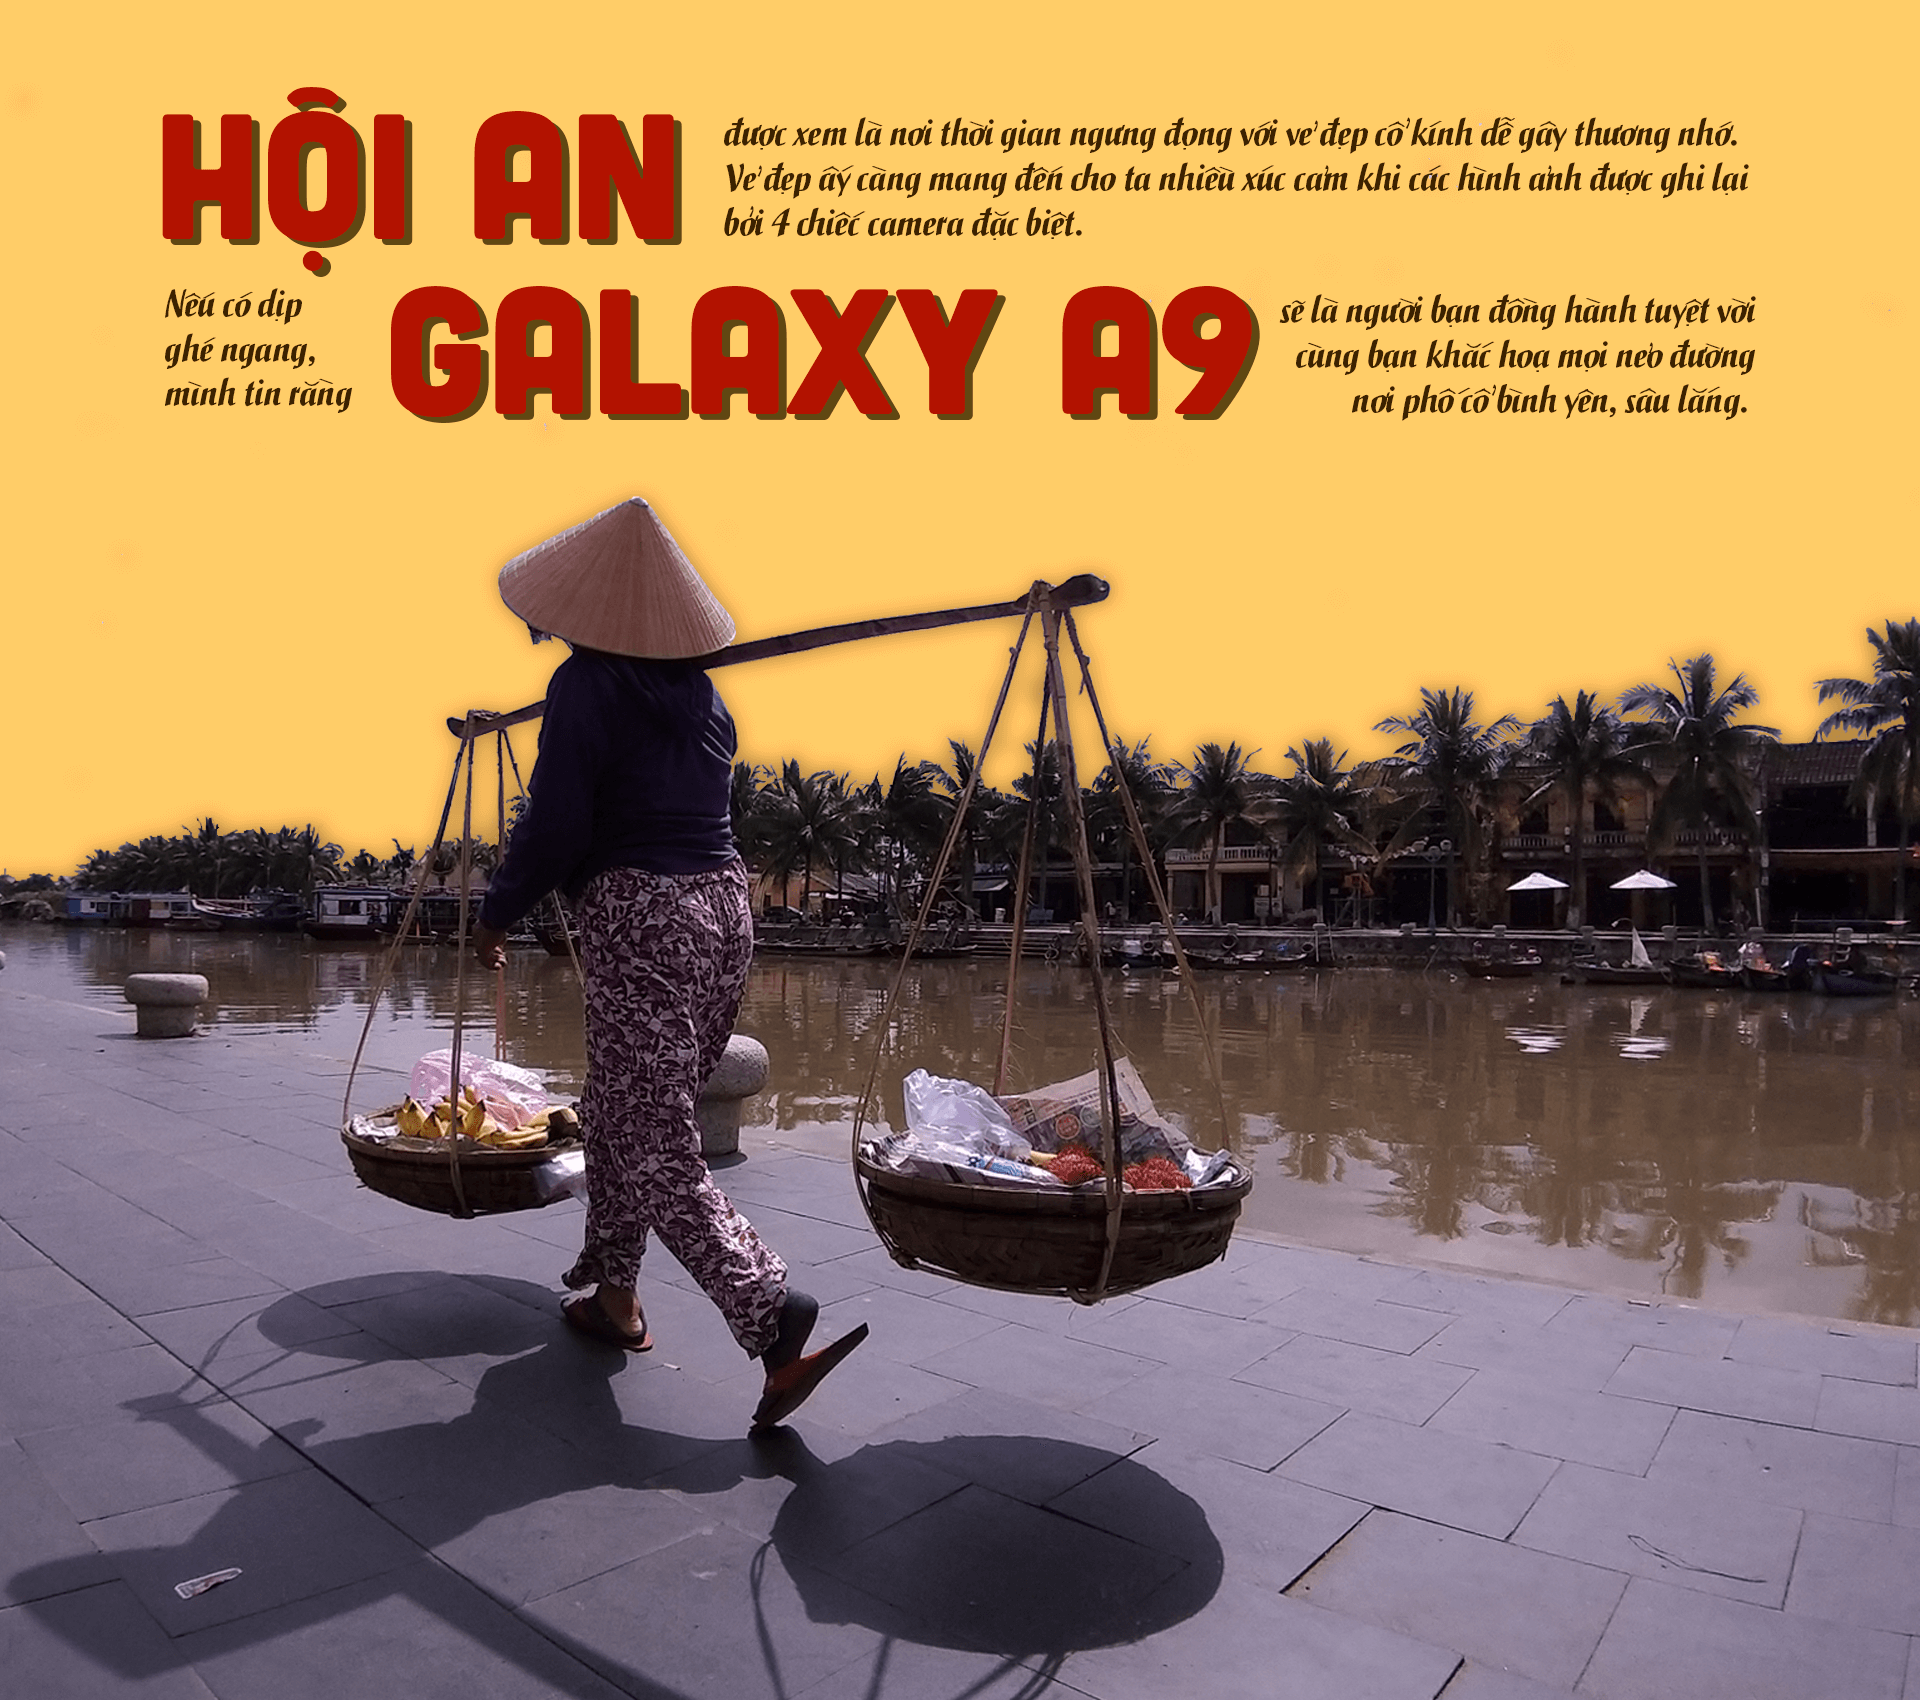 HỘI AN
được xem là nơi thời gian ngưng đọng với vẻ đẹp cổ kính dễ gây thương nhớ.
Vẻ đẹp ấy càng mang đến cho ta nhiều xúc cảm khi các hình ảnh được ghi lại
bởi 4 chiếc camera đặc biệt.
Nếu có dịp
ghé ngang,
mình tin rằng
GALAXY A9
sẽ là người bạn đồng hành tuyệt vời
cùng bạn khắc hoạ mọi nẻo đường
nơi phố cổ bình yên, sâu lắng.